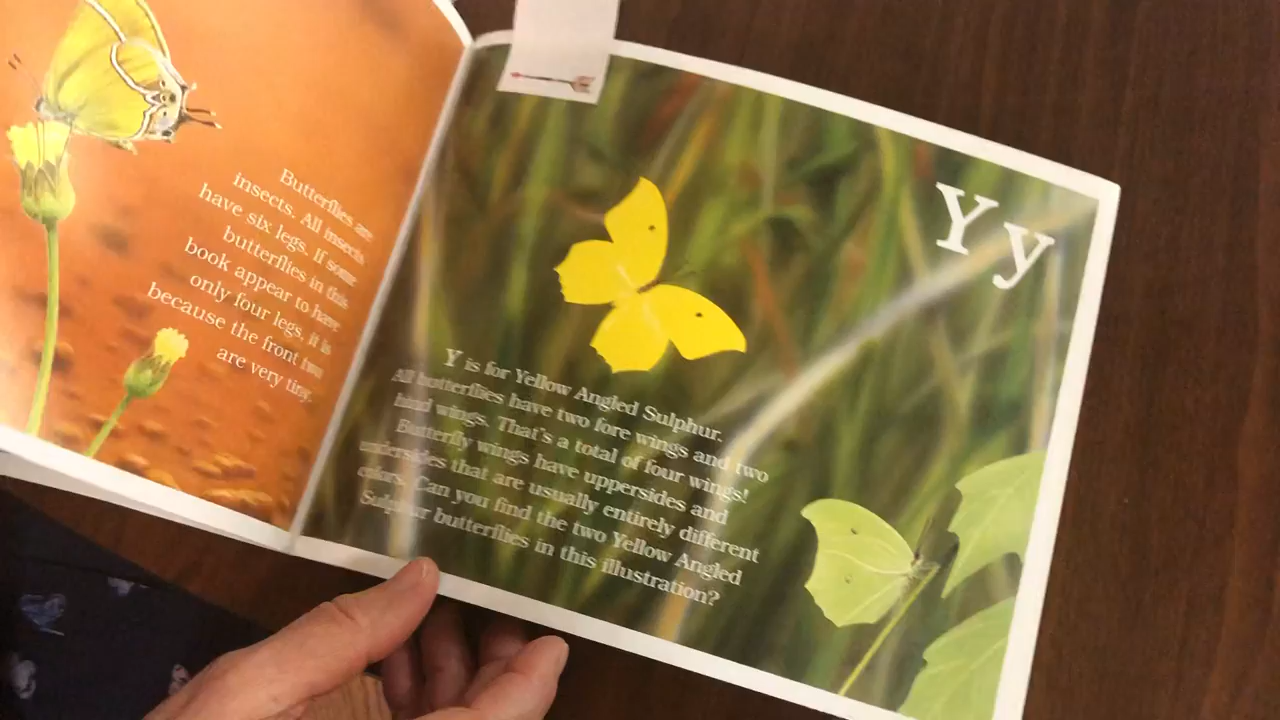 Butterflies are
insects. All insects
have six legs. If some
butterflies in this
book appear to have
only four legs, it is
because the front two
are very tiny.
Y y
Y is for Yellow Angled Sulphur.
All butterflies have two fore wings and two
hind wings. That's a total of four wings!
Butterfly wings have uppersides and
undersides that are usually entirely different
colors. Can you find the two Yellow Angled
Sulphur butterflies in this illustration?